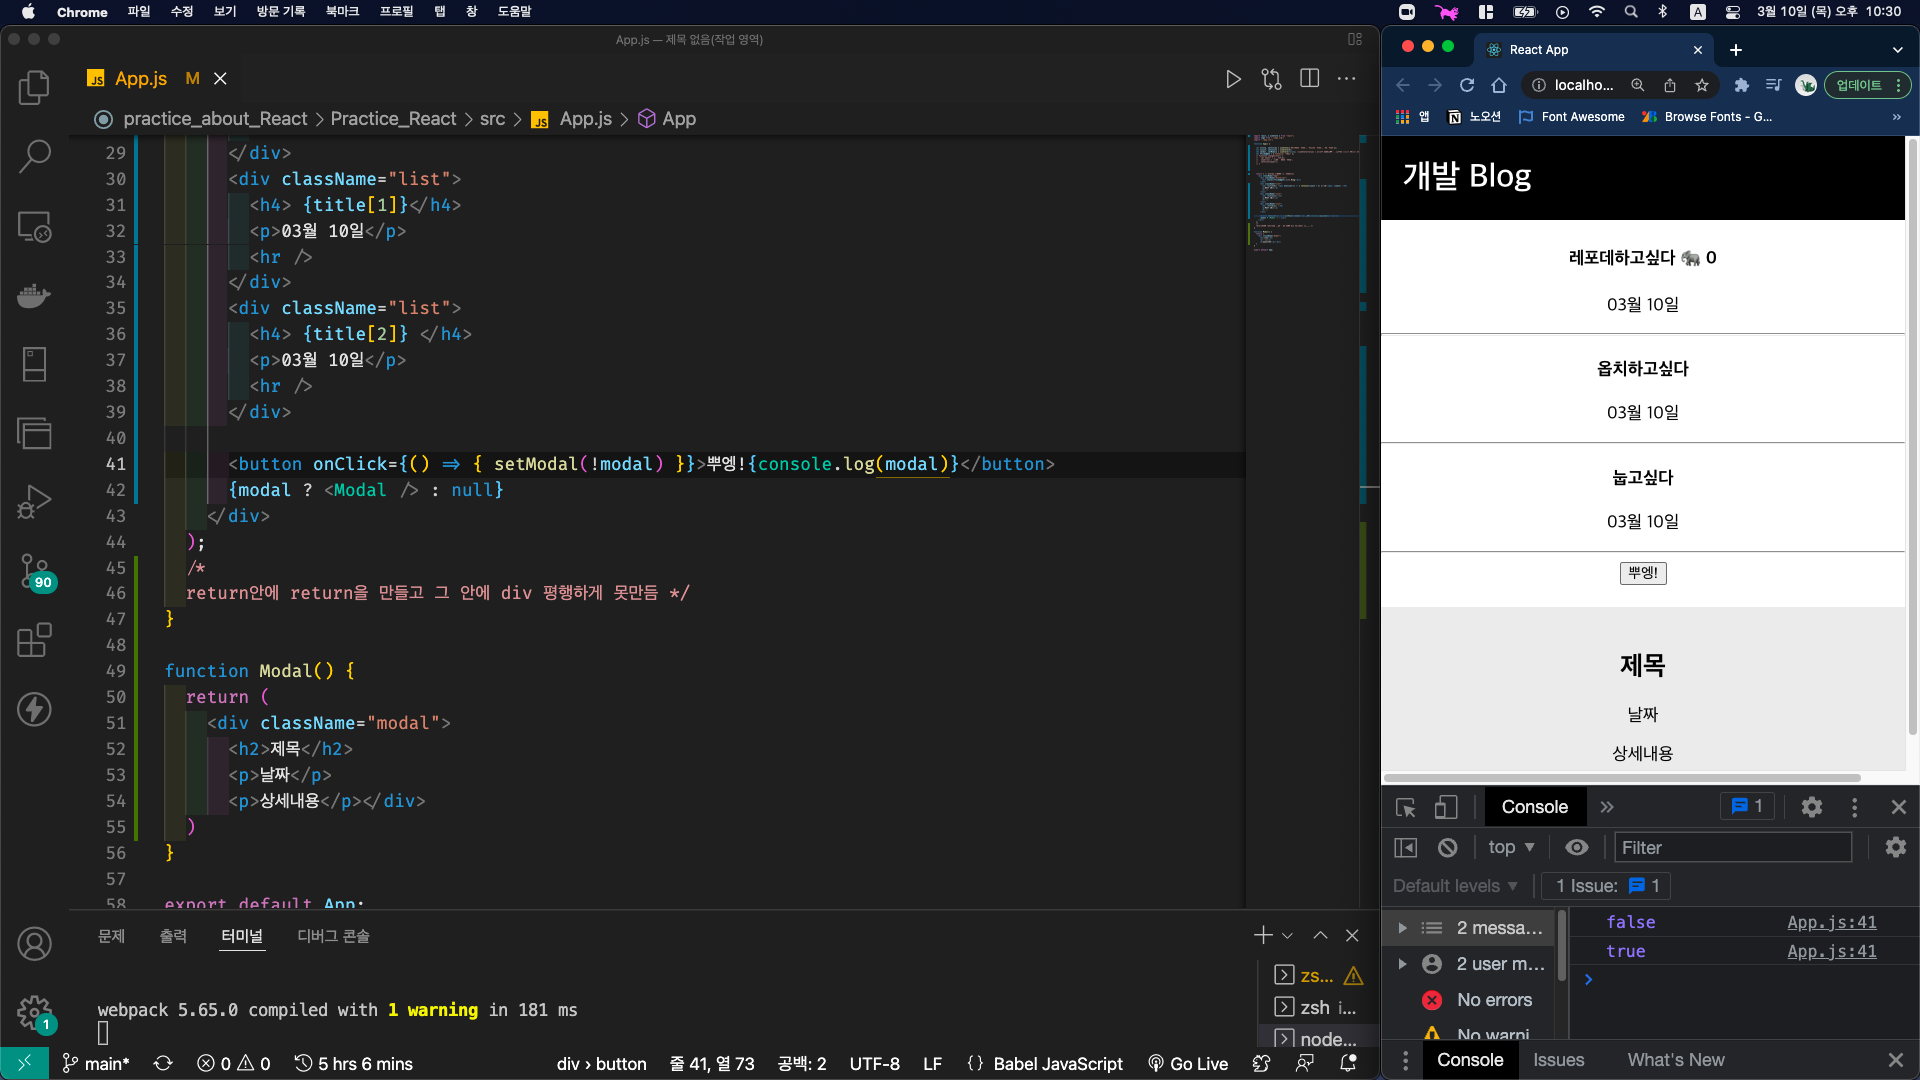 Chrome 파일 수정 보기 방문 기록 북마크 프로필 탭 창 도움말
A 3월 10일 (목) 오후 10:30
App.js — 제목 없음(작업 영역)
JS App.js M
practice_about_React > Practice_React > src > JS App.js > App
29 </div>
30 <div className="list">
31 <h4> {title[1]}</h4>
32 <p>03월 10일</p>
33 <hr />
34 </div>
35 <div className="list">
36 <h4> {title[2]} </h4>
37 <p>03월 10일</p>
38 <hr />
39 </div>
40
41 <button onClick={() => { setModal(!modal) }}>뿌엥!{console.log(modal)}</button>
42 {modal ? <Modal /> : null}
43 </div>
44 );
45 /*
46 return안에 return을 만들고 그 안에 div 평행하게 못만듬 */
47 }
48
49 function Modal() {
50 return (
51 <div className="modal">
52 <h2>제목</h2>
53 <p>날짜</p>
54 <p>상세내용</p></div>
55 )
56 }
57
58 export default App;
90
1
문제 출력 터미널 디버그 콘솔
webpack 5.65.0 compiled with 1 warning in 181 ms
zs...
zsh i...
node...
main* 0 0 5 hrs 6 mins div › button 줄 41, 열 73 공백: 2 UTF-8 LF {} Babel JavaScript Go Live
React App
localho... 업데이트
앱 노오션 Font Awesome Browse Fonts - G... »
개발 Blog
레포데하고싶다 🐘 0
03월 10일
옵치하고싶다
03월 10일
눕고싶다
03월 10일
뿌엥!
제목
날짜
상세내용
Console » 1
top ▼ Filter
Default levels ▼ 1 Issue: 1
2 messa...
2 user m...
No errors
No warni
false App.js:41
true App.js:41
Console Issues What's New